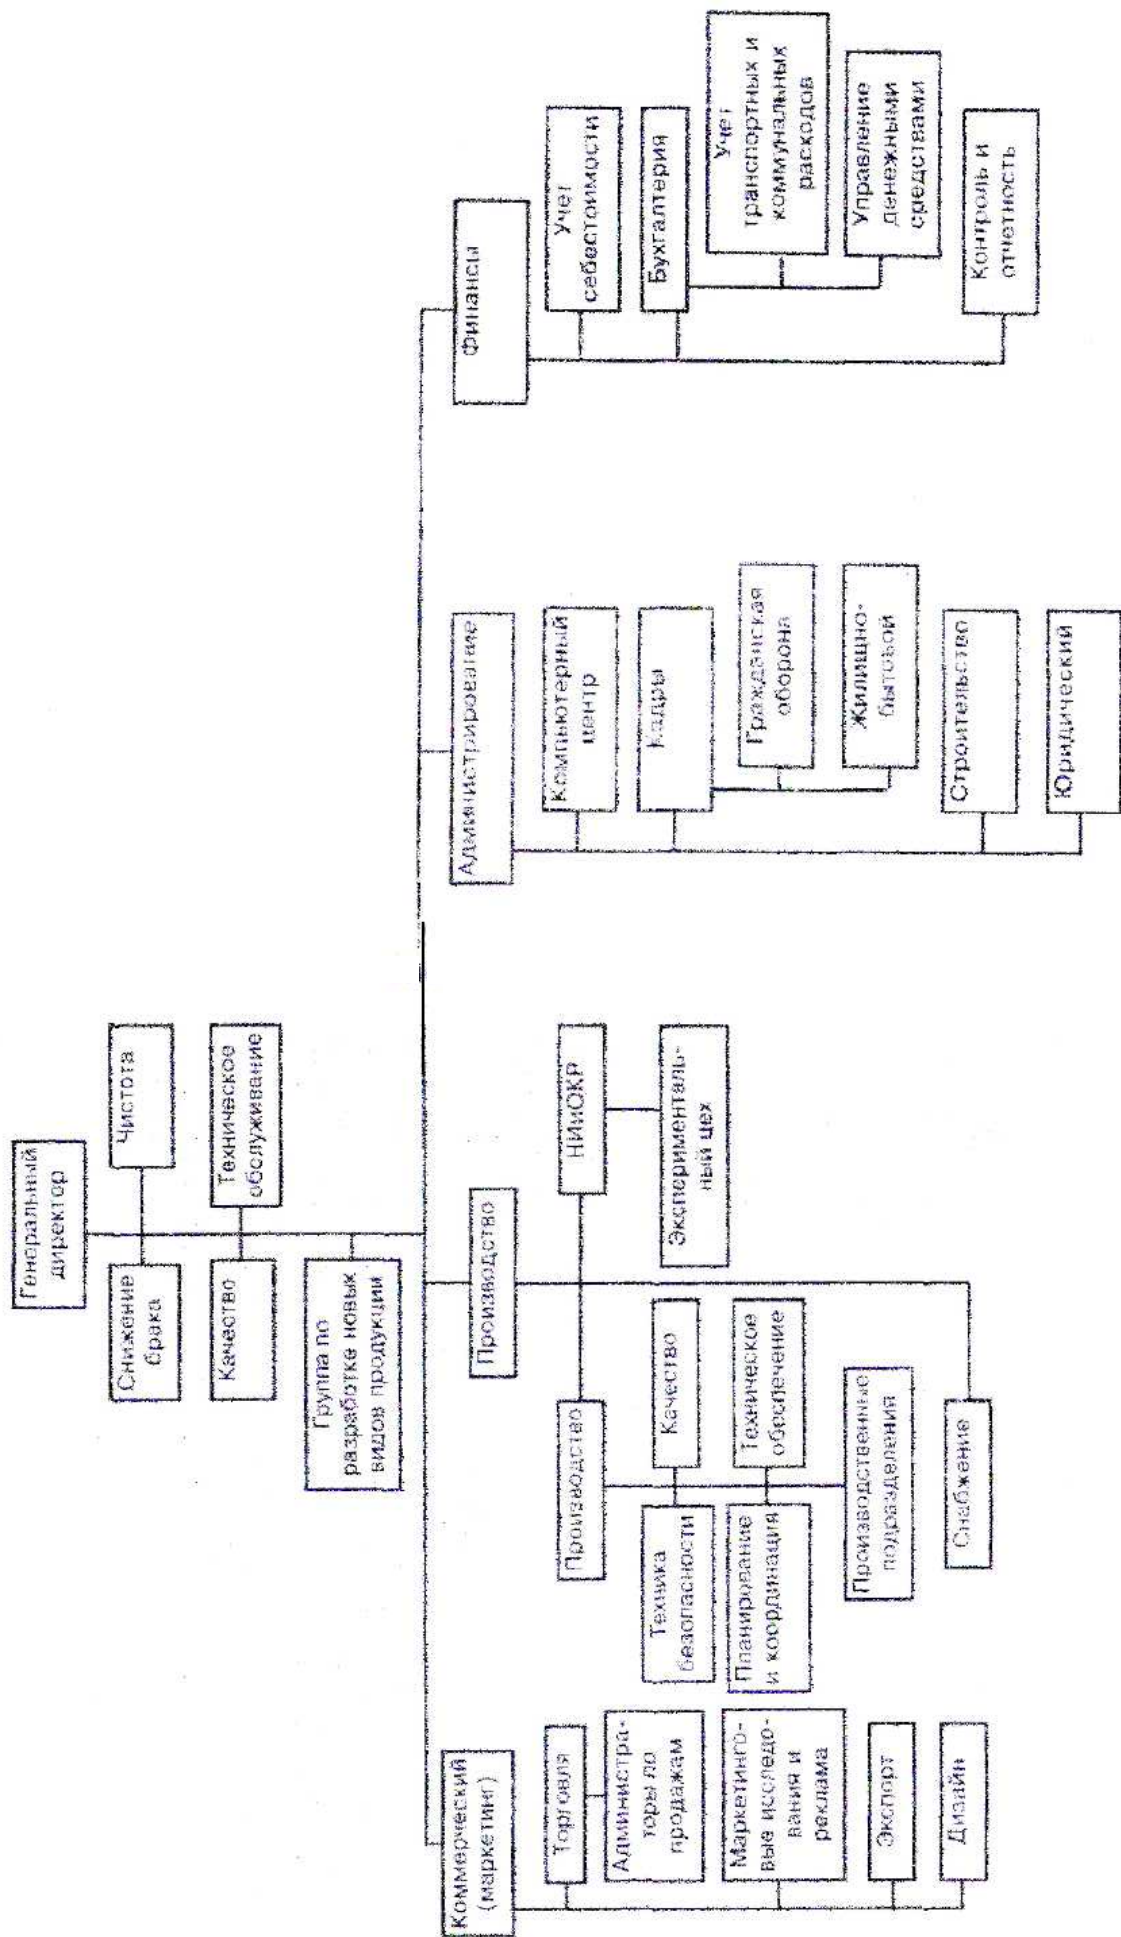 Генеральный
директор
Снижение
брака
Чистота
Качество
Техническое
обслуживание
Группа по
разработке новых
видов продукции
Коммерческий
(маркетинг)
Торговля
Администра-
торы по
продажам
Маркетинго-
вые исследо-
вания и
реклама
Экспорт
Дизайн
Производство
Производство
Техника
безопасности
Качество
Планирование
и координация
Техническое
обеспечение
Производственные
подразделения
Снабжение
НИиОКР
Эксперименталь-
ный цех
Администрирование
Компьютерный
центр
Кадры
Гражданская
оборона
Жилищно-
бытовой
Строительство
Юридический
Финансы
Учет
себестоимости
Бухгалтерия
Учет
транспортных и
коммунальных
расходов
Управление
денежными
средствами
Контроль и
отчетность